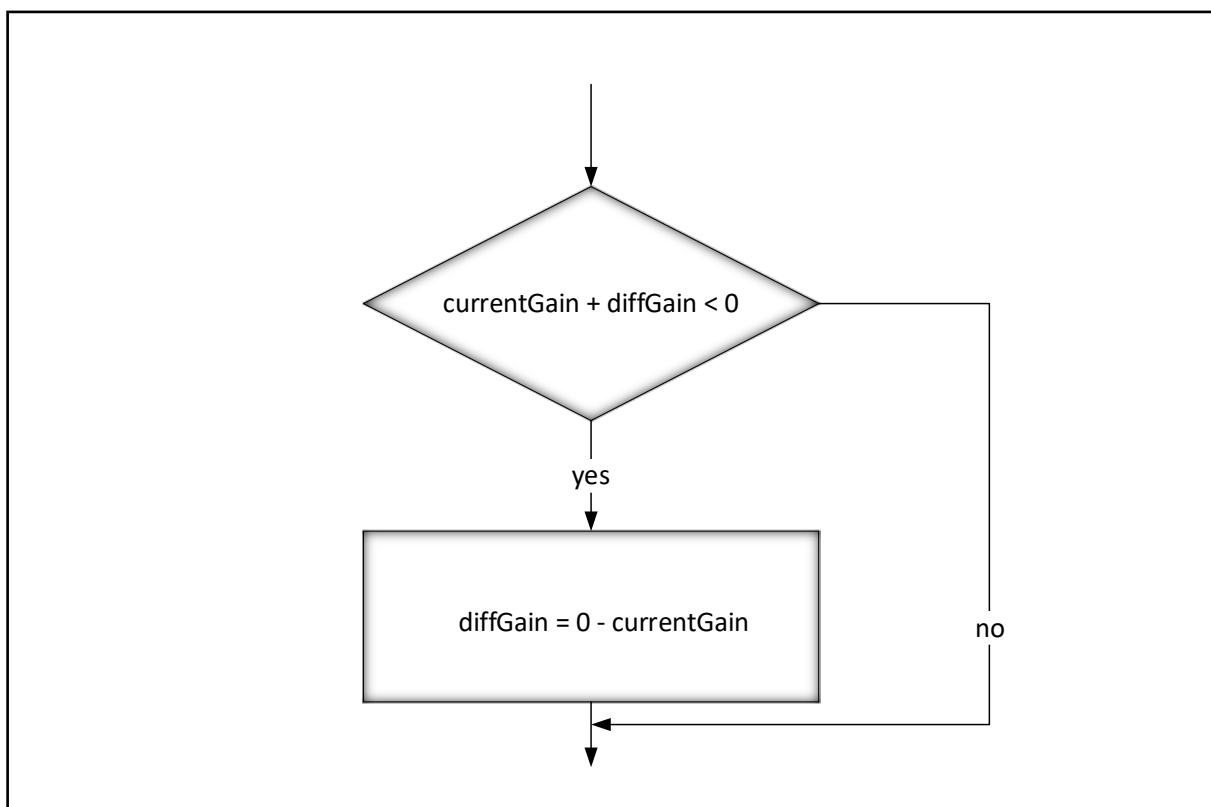 currentGain + diffGain < 0
yes
diffGain = 0 - currentGain
no